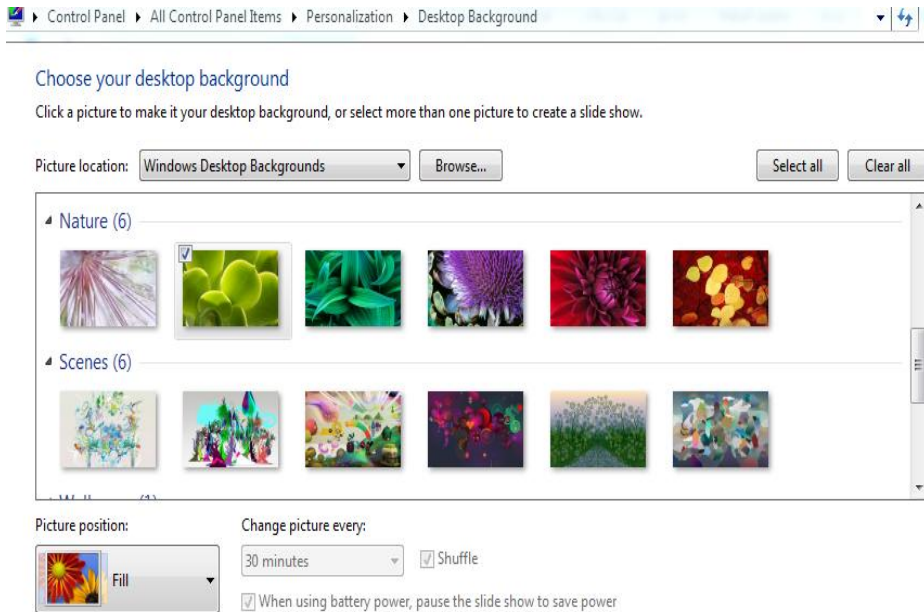 Control Panel ▸ All Control Panel Items ▸ Personalization ▸ Desktop Background
Choose your desktop background
Click a picture to make it your desktop background, or select more than one picture to create a slide show.
Picture location: Windows Desktop Backgrounds Browse... Select all Clear all
Nature (6)
Scenes (6)
Picture position: Change picture every:
Fill 30 minutes Shuffle
When using battery power, pause the slide show to save power